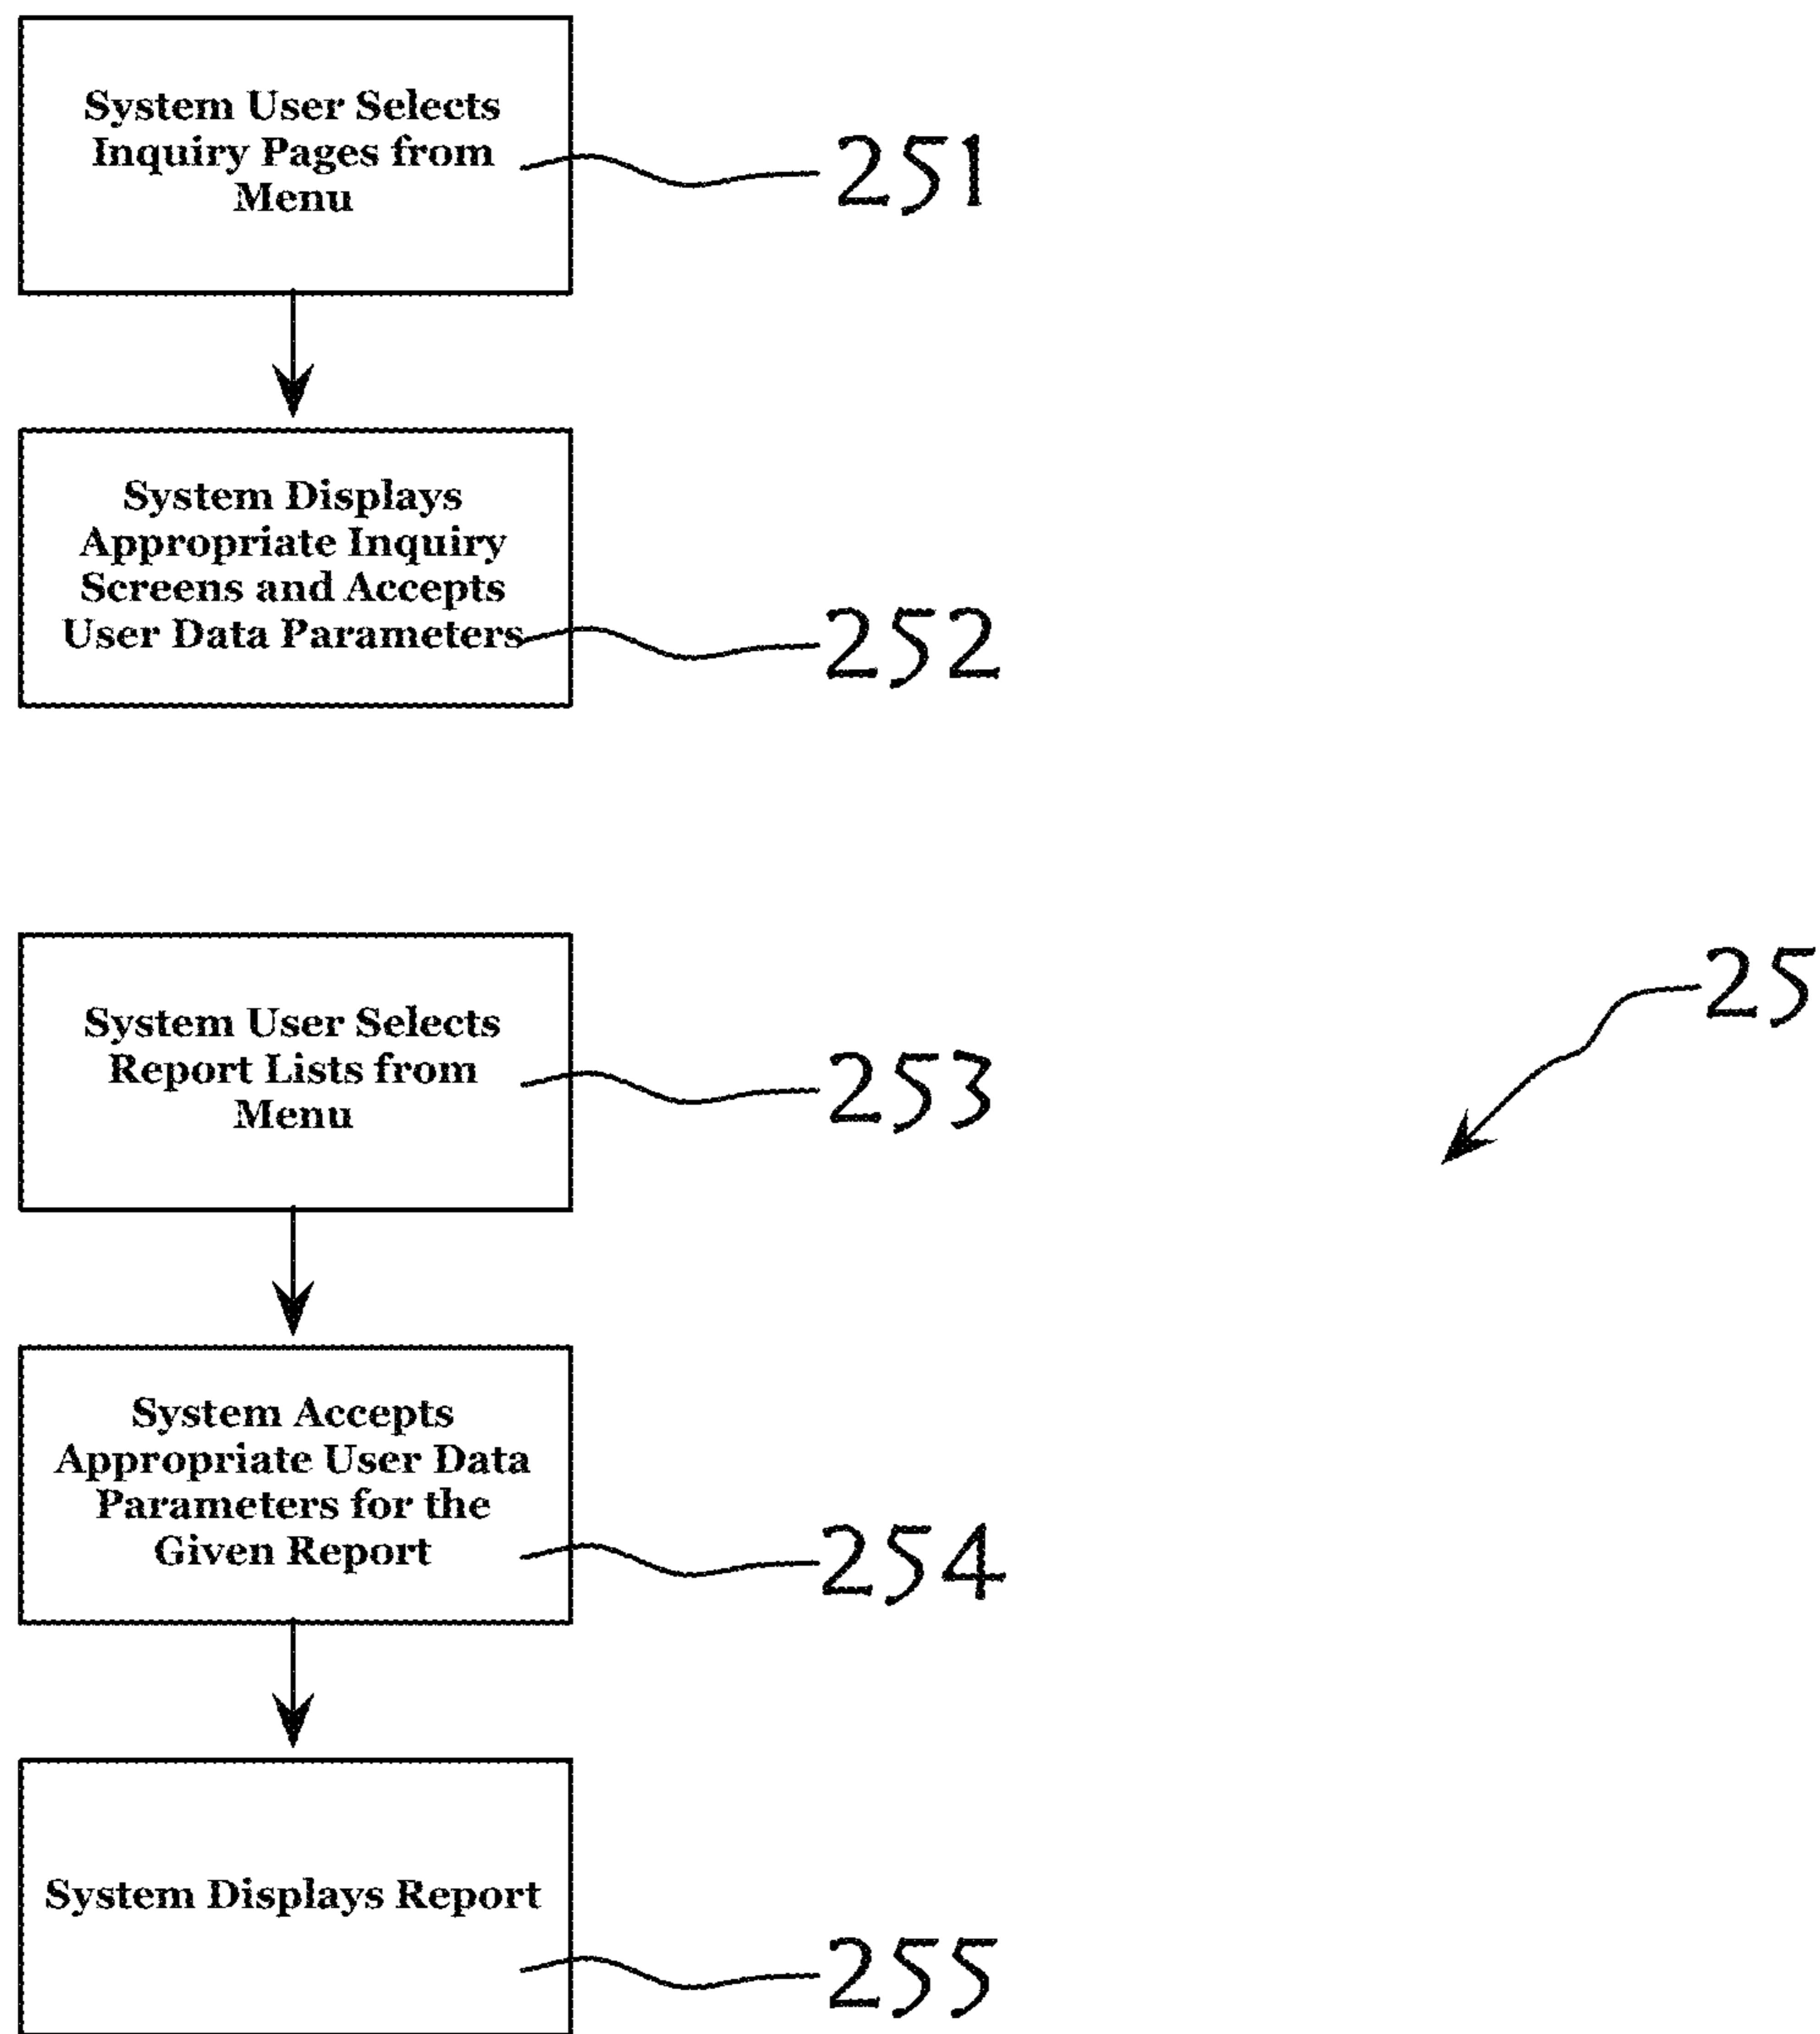 System User Selects
Inquiry Pages from
Menu
251
System Displays
Appropriate Inquiry
Screens and Accepts
User Data Parameters
252
System User Selects
Report Lists from
Menu
253
25
System Accepts
Appropriate User Data
Parameters for the
Given Report
254
System Displays Report
255